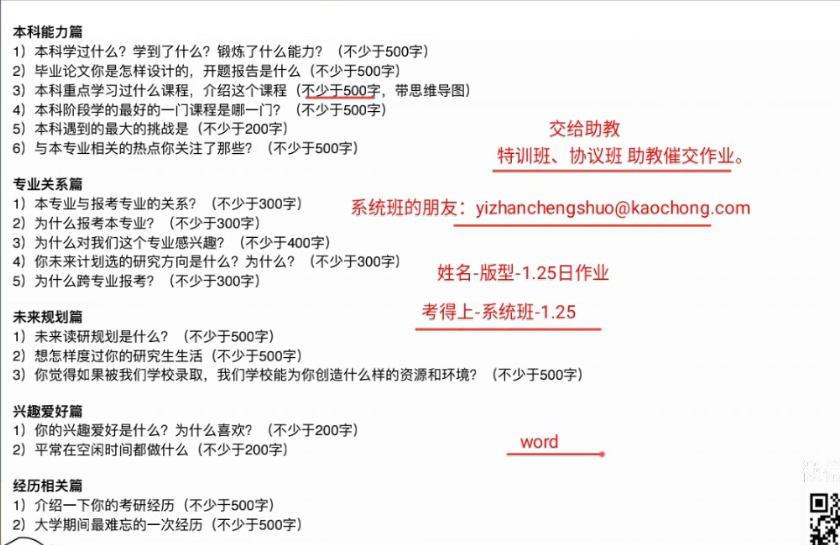 本科能力篇
1）本科学过什么？学到了什么？锻炼了什么能力？（不少于500字）
2）毕业论文你是怎样设计的，开题报告是什么（不少于500字）
3）本科重点学习过什么课程，介绍这个课程（不少于500字，带思维导图）
4）本科阶段学的最好的一门课程是哪一门？（不少于500字）
5）本科遇到的最大的挑战是（不少于200字）
6）与本专业相关的热点你关注了那些？（不少于500字）
交给助教
特训班、协议班 助教催交作业。
专业关系篇
1）本专业与报考专业的关系？（不少于300字）
2）为什么报考本专业？（不少于300字）
3）为什么对我们这个专业感兴趣？（不少于400字）
4）你未来计划选的研究方向是什么？为什么？（不少于300字）
5）为什么跨专业报考？（不少于300字）
系统班的朋友：yizhanchengshuo@kaochong.com
姓名-版型-1.25日作业
考得上-系统班-1.25
未来规划篇
1）未来读研规划是什么？（不少于500字）
2）想怎样度过你的研究生生活（不少于500字）
3）你觉得如果被我们学校录取，我们学校能为你创造什么样的资源和环境？（不少于500字）
兴趣爱好篇
1）你的兴趣爱好是什么？为什么喜欢？（不少于200字）
2）平常在空闲时间都做什么（不少于200字）
word
经历相关篇
1）介绍一下你的考研经历（不少于500字）
2）大学期间最难忘的一次经历（不少于500字）